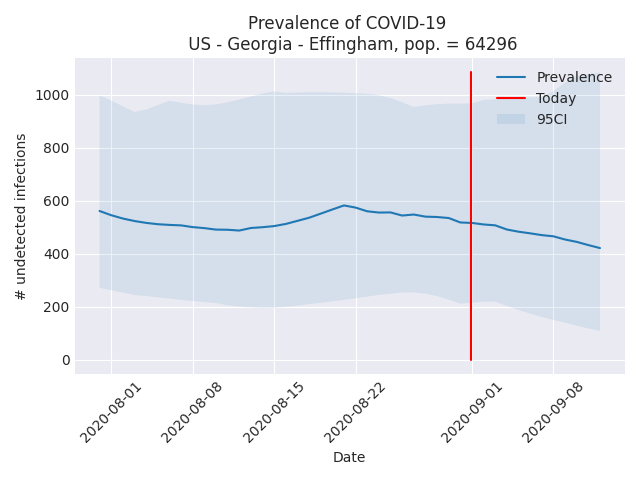 Prevalence of COVID-19
US - Georgia - Effingham, pop. = 64296
Prevalence
Today
95CI
# undetected infections
1000
800
600
400
200
0
2020-08-01
2020-08-08
2020-08-15
2020-08-22
2020-09-01
2020-09-08
Date